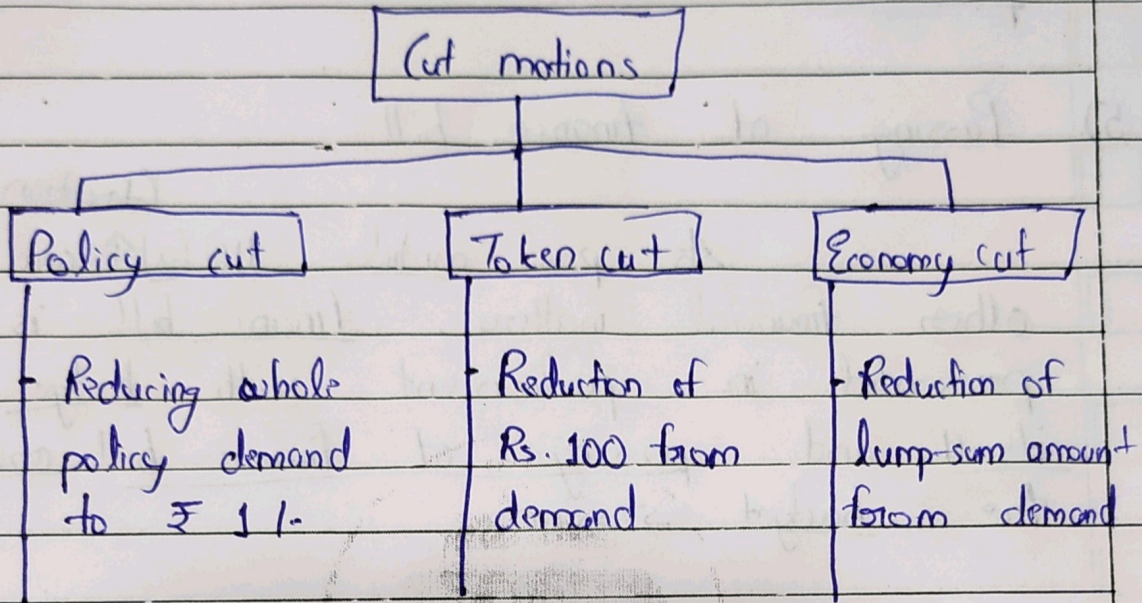 Cut motions
Policy cut
Token cut
Economy cut
Reducing whole
policy demand
to ₹ 1/-
Reduction of
Rs. 100 from
demand
Reduction of
lump-sum amount
from demand